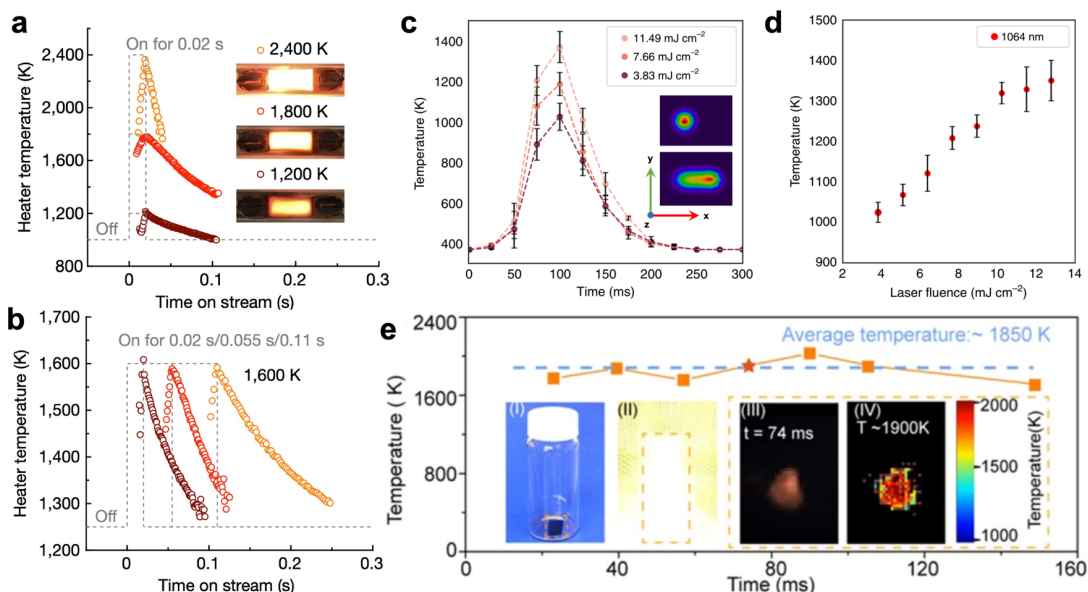 a
Heater temperature (K)
2,400
2,000
1,600
1,200
800
On for 0.02 s
Off
2,400 K
1,800 K
1,200 K
0.0
0.1
0.2
0.3
Time on stream (s)
b
Heater temperature (K)
1,700
1,600
1,500
1,400
1,300
1,200
On for 0.02 s/0.055 s/0.11 s
1,600 K
Off
0.0
0.1
0.2
0.3
Time on stream (s)
c
Temperature (K)
1400
1200
1000
800
600
400
11.49 mJ cm⁻²
7.66 mJ cm⁻²
3.83 mJ cm⁻²
y
z
x
0
50
100
150
200
250
300
Time (ms)
d
Temperature (K)
1500
1400
1300
1200
1100
1000
900
1064 nm
2
4
6
8
10
12
14
Laser fluence (mJ cm⁻²)
e
Temperature ( K)
2400
1600
800
0
Average temperature:~ 1850 K
(I)
(II)
(III)
t = 74 ms
(IV)
T ~1900K
2000
1500
1000
Temperature(K)
0
40
80
120
160
Time (ms)